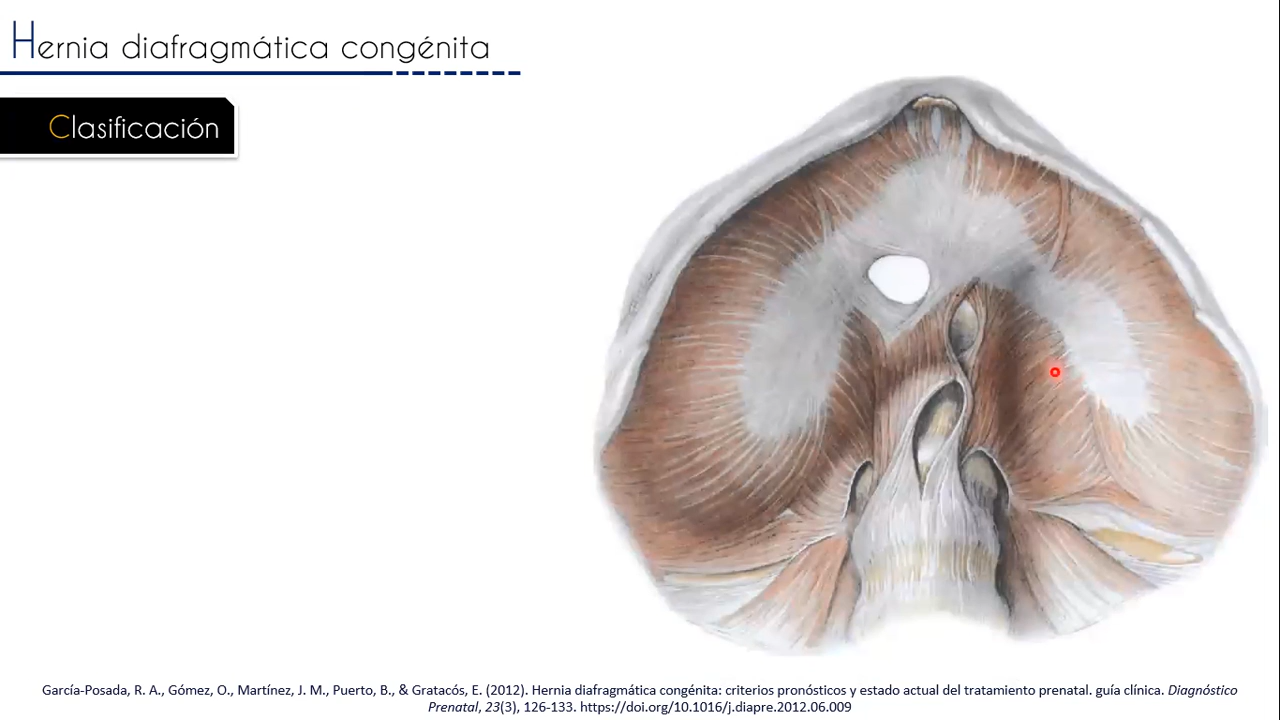 Hernia diafragmática congénita
Clasificación
García-Posada, R. A., Gómez, O., Martínez, J. M., Puerto, B., & Gratacós, E. (2012). Hernia diafragmática congénita: criterios pronósticos y estado actual del tratamiento prenatal. guía clínica. Diagnóstico
Prenatal, 23(3), 126-133. https://doi.org/10.1016/j.diapre.2012.06.009